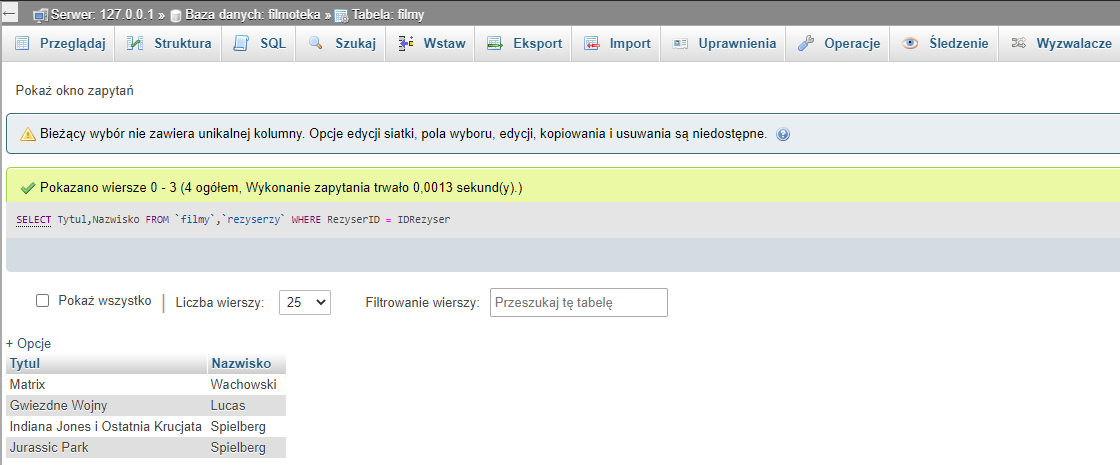 Serwer: 127.0.0.1 » Baza danych: filmoteka » Tabela: filmy
Przeglądaj Struktura SQL Szukaj Wstaw Eksport Import Uprawnienia Operacje Śledzenie Wyzwalacze
Pokaż okno zapytań
Bieżący wybór nie zawiera unikalnej kolumny. Opcje edycji siatki, pola wyboru, edycji, kopiowania i usuwania są niedostępne.
Pokazano wiersze 0 - 3 (4 ogółem, Wykonanie zapytania trwało 0,0013 sekund(y).)
SELECT Tytul,Nazwisko FROM `filmy`,`rezyserzy` WHERE RezyserID = IDRezyser
Pokaż wszystko | Liczba wierszy: 25 Filtrowanie wierszy: Przeszukaj tę tabelę
+ Opcje
Tytul Nazwisko
Matrix Wachowski
Gwiezdne Wojny Lucas
Indiana Jones i Ostatnia Krucjata Spielberg
Jurassic Park Spielberg